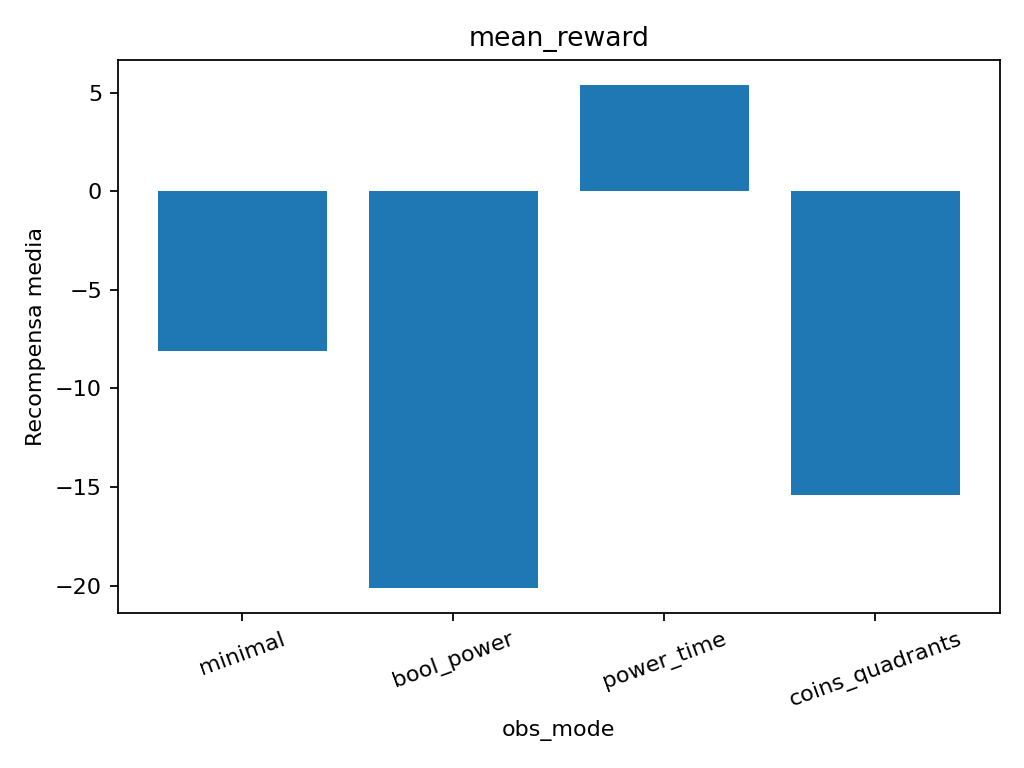 mean_reward
Recompensa media
5
0
−5
−10
−15
−20
minimal
bool_power
power_time
coins_quadrants
obs_mode